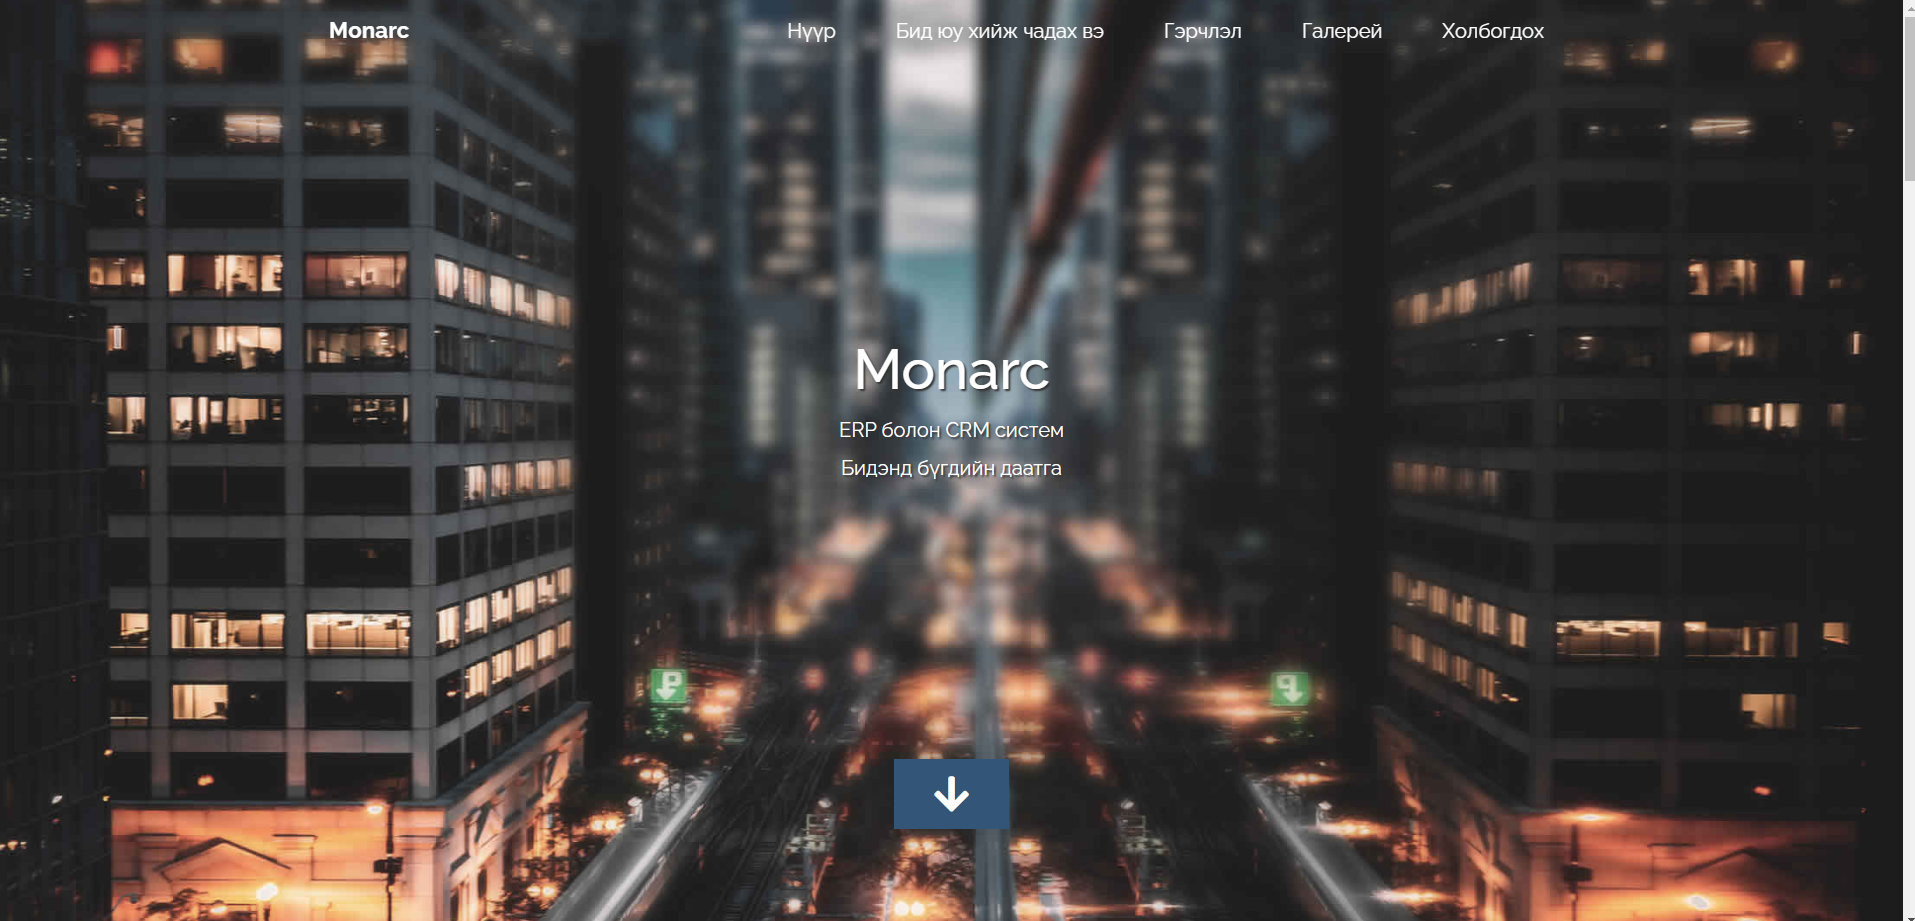 Monarc Нүүр Бид юу хийж чадах вэ Гэрчлэл Галерей Холбогдох
Monarc
ERP болон CRM систем
Бидэнд бүгдийн даатга
P